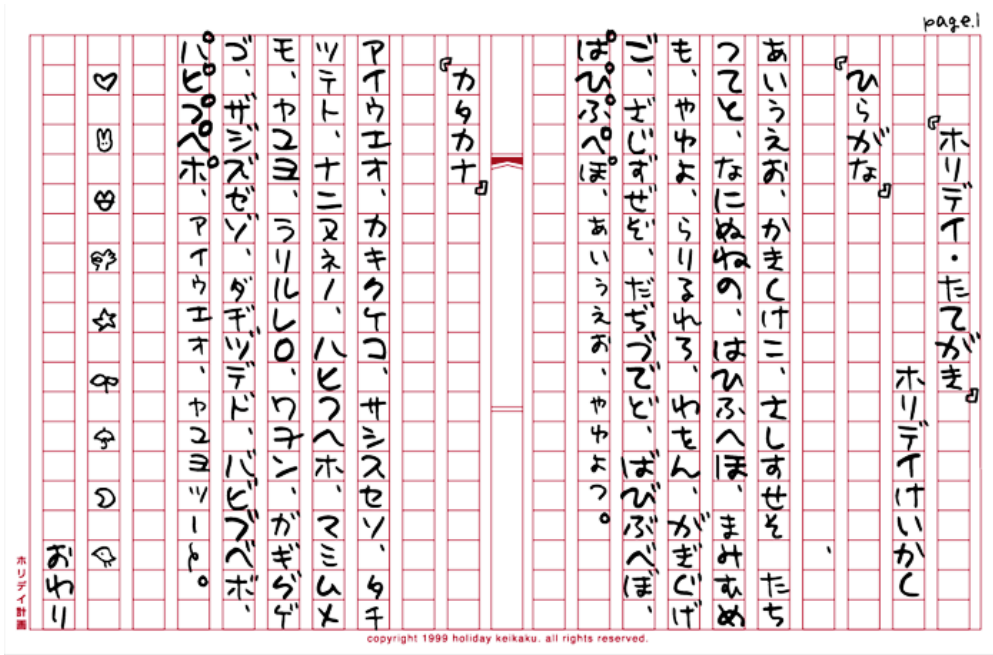 page.1
『ホリデイ・たてがき』
ホリデイけいかく
『ひらがな』
あいうえお、かきくけこ、さしすせそ、たち
つてと、なにぬねの、はひふへほ、まみむめ
も、やゆよ、らりるれろ、わをん、がぎぐげ
ご、ざじずぜぞ、だぢづでど、ばびぶべぼ、
ぱぴぷぺぽ、ぁぃぅぇぉ、ゃゅょっ。
『カタカナ』
アイウエオ、カキクケコ、サシスセソ、タチ
ツテト、ナニヌネノ、ハヒフヘホ、マミムメ
モ、ヤユヨ、ラリルレロ、ワヲン、ガギグゲ
ゴ、ザジズゼゾ、ダヂヅデド、バビブベボ、
パピプペポ、ァィゥェォ、ャュョッー〜。
おわり
ホリデイ計画
copyright 1999 holiday keikaku. all rights reserved.